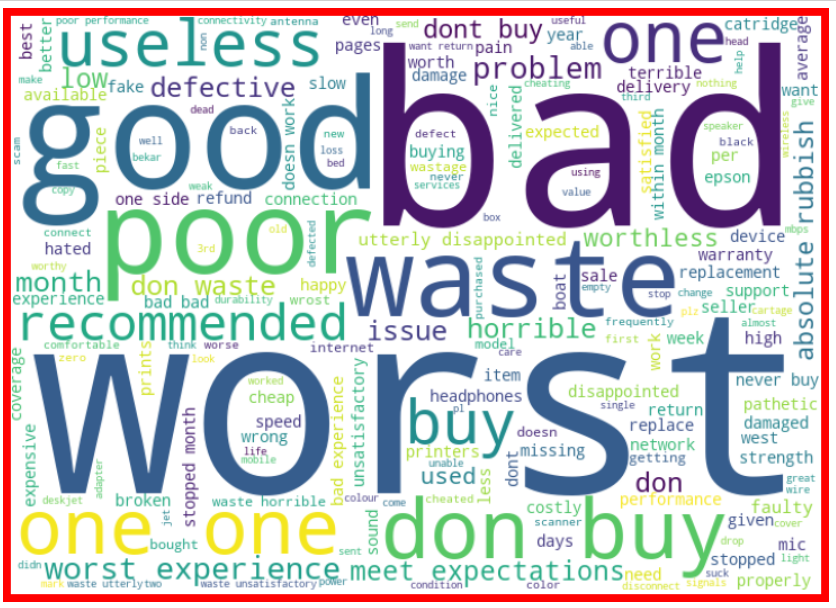 poor performance
connectivity
antenna
even
send
dont buy
useful
one
catridge
best
better
useless
non
long
pages
want return
pain
year
able
head
average
make
low
fake
defective
slow
worth
damage
problem
terrible
delivery
help
want
available
dead
nice
cheating
third
nothing
give
good
bad
scam
well
bekar
back
loss
bed
new
doesn work
defect
buying
wastage
never
services
delivered
expected
using
value
satisfied
within month
speaker
black
per
epson
wireless
fast
copy
piece
weak
one side
refund
connection
box
absolute rubbish
mbps
connect
hated
poor
3rd
old
defected
utterly disappointed
worthless
device
worthy
month
experience
don waste
happy
waste
purchased
boat
sale
empty
stop
change
warranty
replacement
support
bad bad
durability
wrost
seller
cartage
plz
recommended
issue
horrible
frequently
first
almost
high
week
work
comfortable
zero
think
look
worse
internet
model
care
worst
coverage
prints
worked
cheap
speed
wrong
life
mobile
bad experience
unsatisfactory
headphones
item
disappointed
never buy
pathetic
single
return
replace
damaged
west
buy
pl
printers
unable
doesn
dont
missing
network
getting
strength
expensive
adapter
stopped month
used
less
don
great
wire
deskjet
jet
broken
waste horrible
colour
come
cheated
costly
performance
faulty
one one
bought
sent
sound
don buy
scanner
days
drop
given
cover
mic
stopped
light
didn
worst experience
meet expectations
need
disconnect
signals
suck
properly
mark
waste utterly
two
waste unsatisfactory
power
condition
color